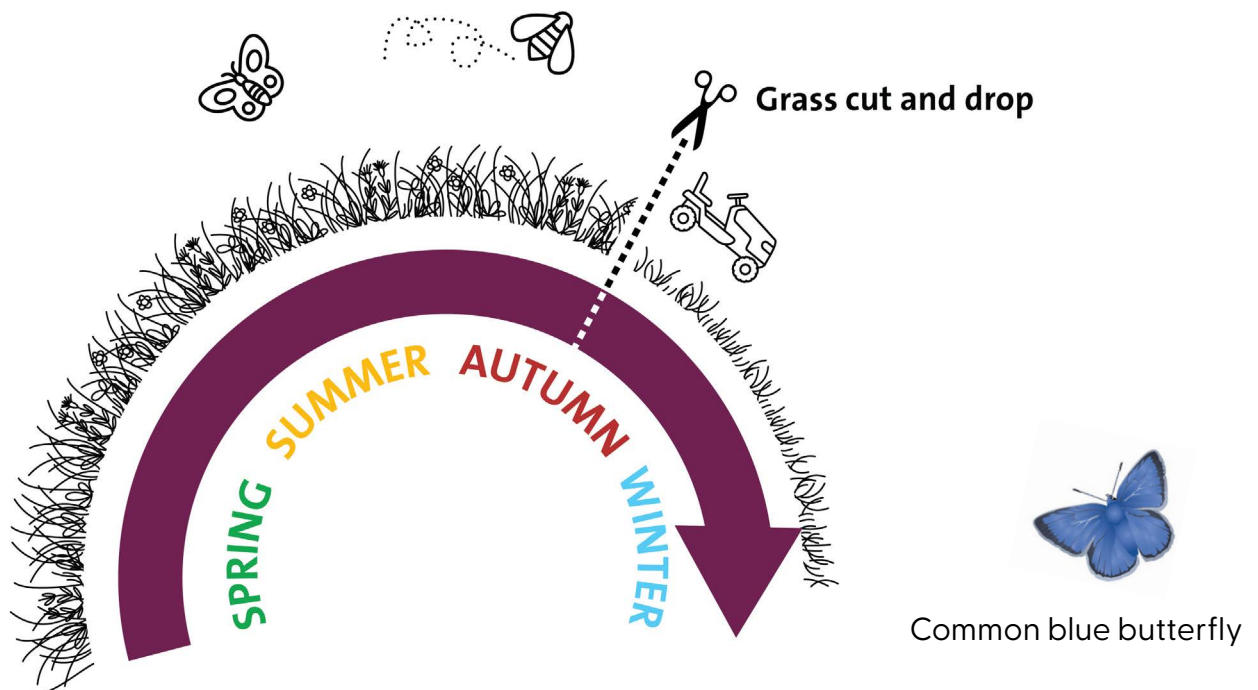 Grass cut and drop
SPRING
SUMMER
AUTUMN
WINTER
Common blue butterfly